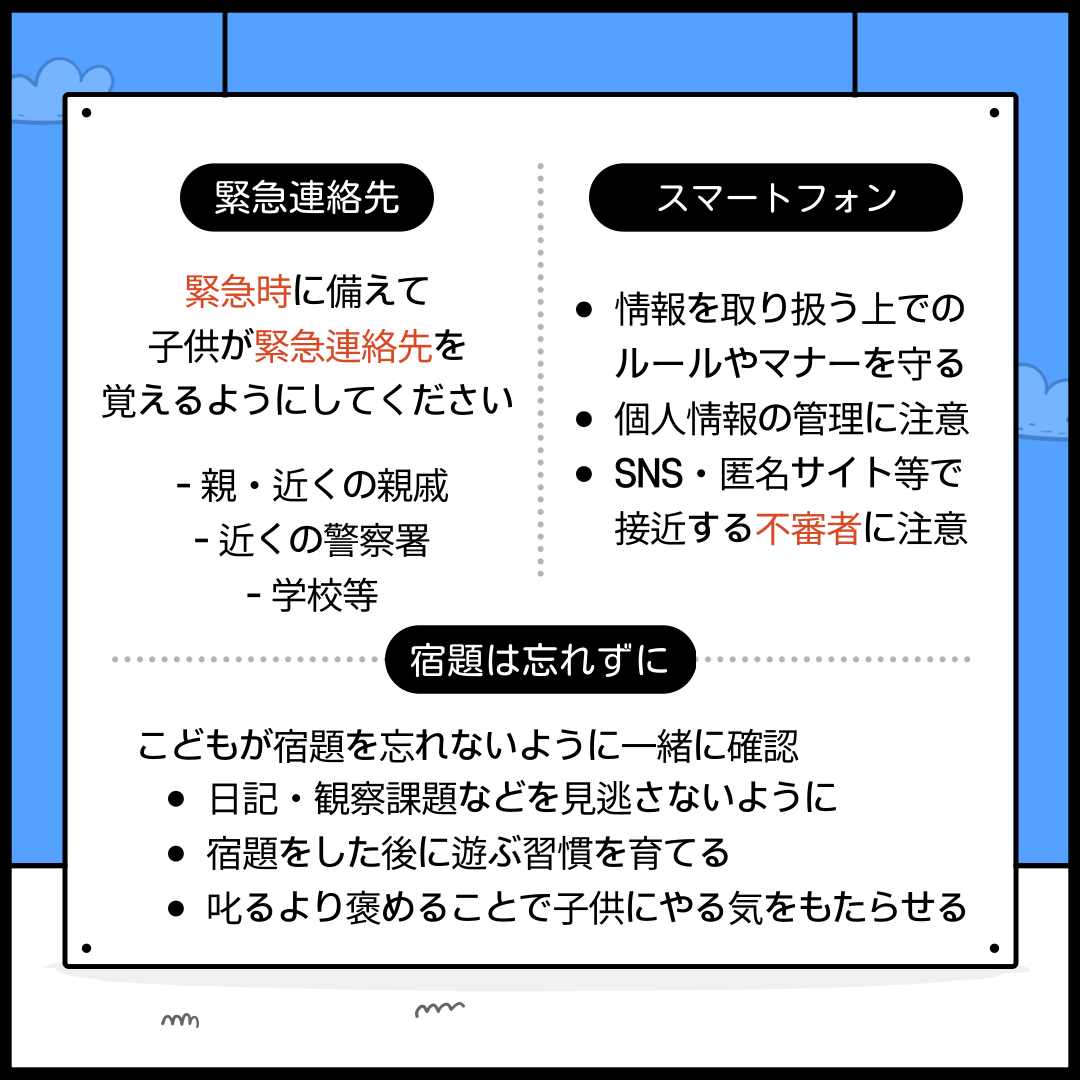 緊急連絡先
緊急時に備えて
子供が緊急連絡先を
覚えるようにしてください
- 親・近くの親戚
- 近くの警察署
- 学校等
スマートフォン
• 情報を取り扱う上での
ルールやマナーを守る
• 個人情報の管理に注意
• SNS・匿名サイト等で
接近する不審者に注意
宿題は忘れずに
こどもが宿題を忘れないように一緒に確認
• 日記・観察課題などを見逃さないように
• 宿題をした後に遊ぶ習慣を育てる
• 叱るより褒めることで子供にやる気をもたらせる